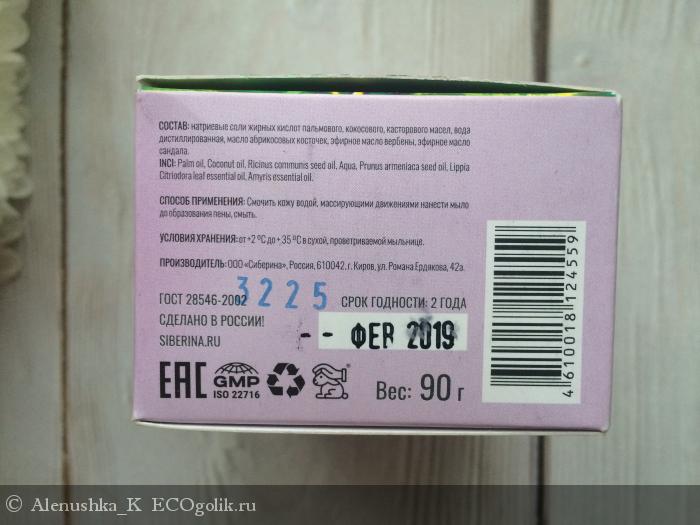 СОСТАВ: натриевые соли жирных кислот пальмового, кокосового, касторового масел, вода
дистиллированная, масло абрикосовых косточек, эфирное масло вербены, эфирное масло
сандала.
INCI: Palm oil, Coconut oil, Ricinus communis seed oil, Aqua, Prunus armeniaca seed oil, Lippia
Citriodora leaf essential oil, Amyris essential oil.
СПОСОБ ПРИМЕНЕНИЯ: Смочить кожу водой, массирующими движениями нанести мыло
до образования пены, смыть.
УСЛОВИЯ ХРАНЕНИЯ: от +2 °С до +35 °С в сухой, проветриваемой мыльнице.
ПРОИЗВОДИТЕЛЬ: ООО «Сиберина», Россия, 610042, г. Киров, ул. Романа Ердякова, 42а.
3225
ГОСТ 28546-2002 СРОК ГОДНОСТИ: 2 ГОДА
СДЕЛАНО В РОССИИ!
-- ФЕВ 2019
SIBERINA.RU
EAC GMP
ISO 22716
Вес: 90 г
4610018124559
© Alenushka_K ECOgolik.ru